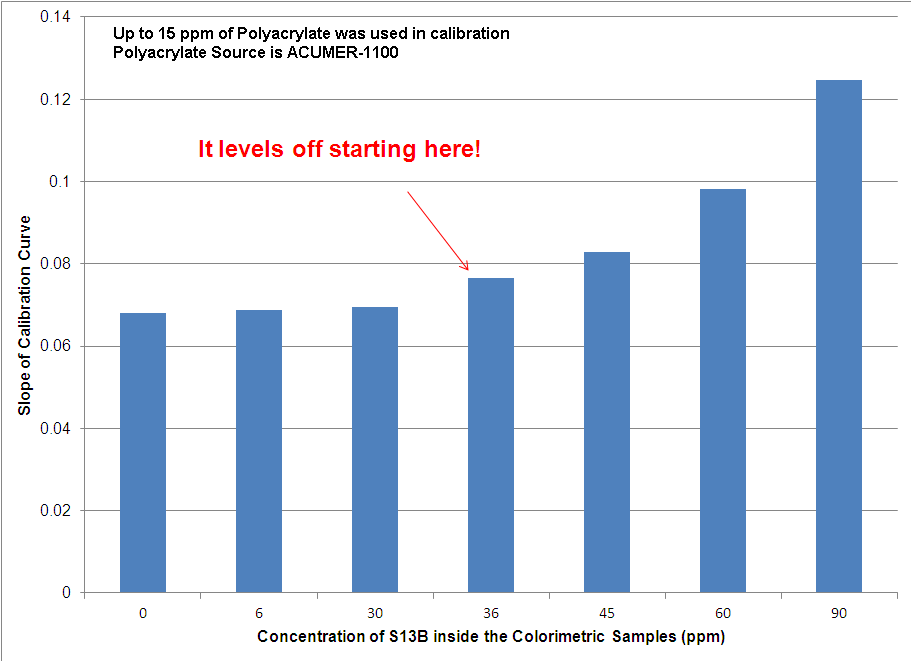 Up to 15 ppm of Polyacrylate was used in calibration
Polyacrylate Source is ACUMER-1100
It levels off starting here!
Slope of Calibration Curve
0.14
0.12
0.1
0.08
0.06
0.04
0.02
0
0 6 30 36 45 60 90
Concentration of S13B inside the Colorimetric Samples (ppm)